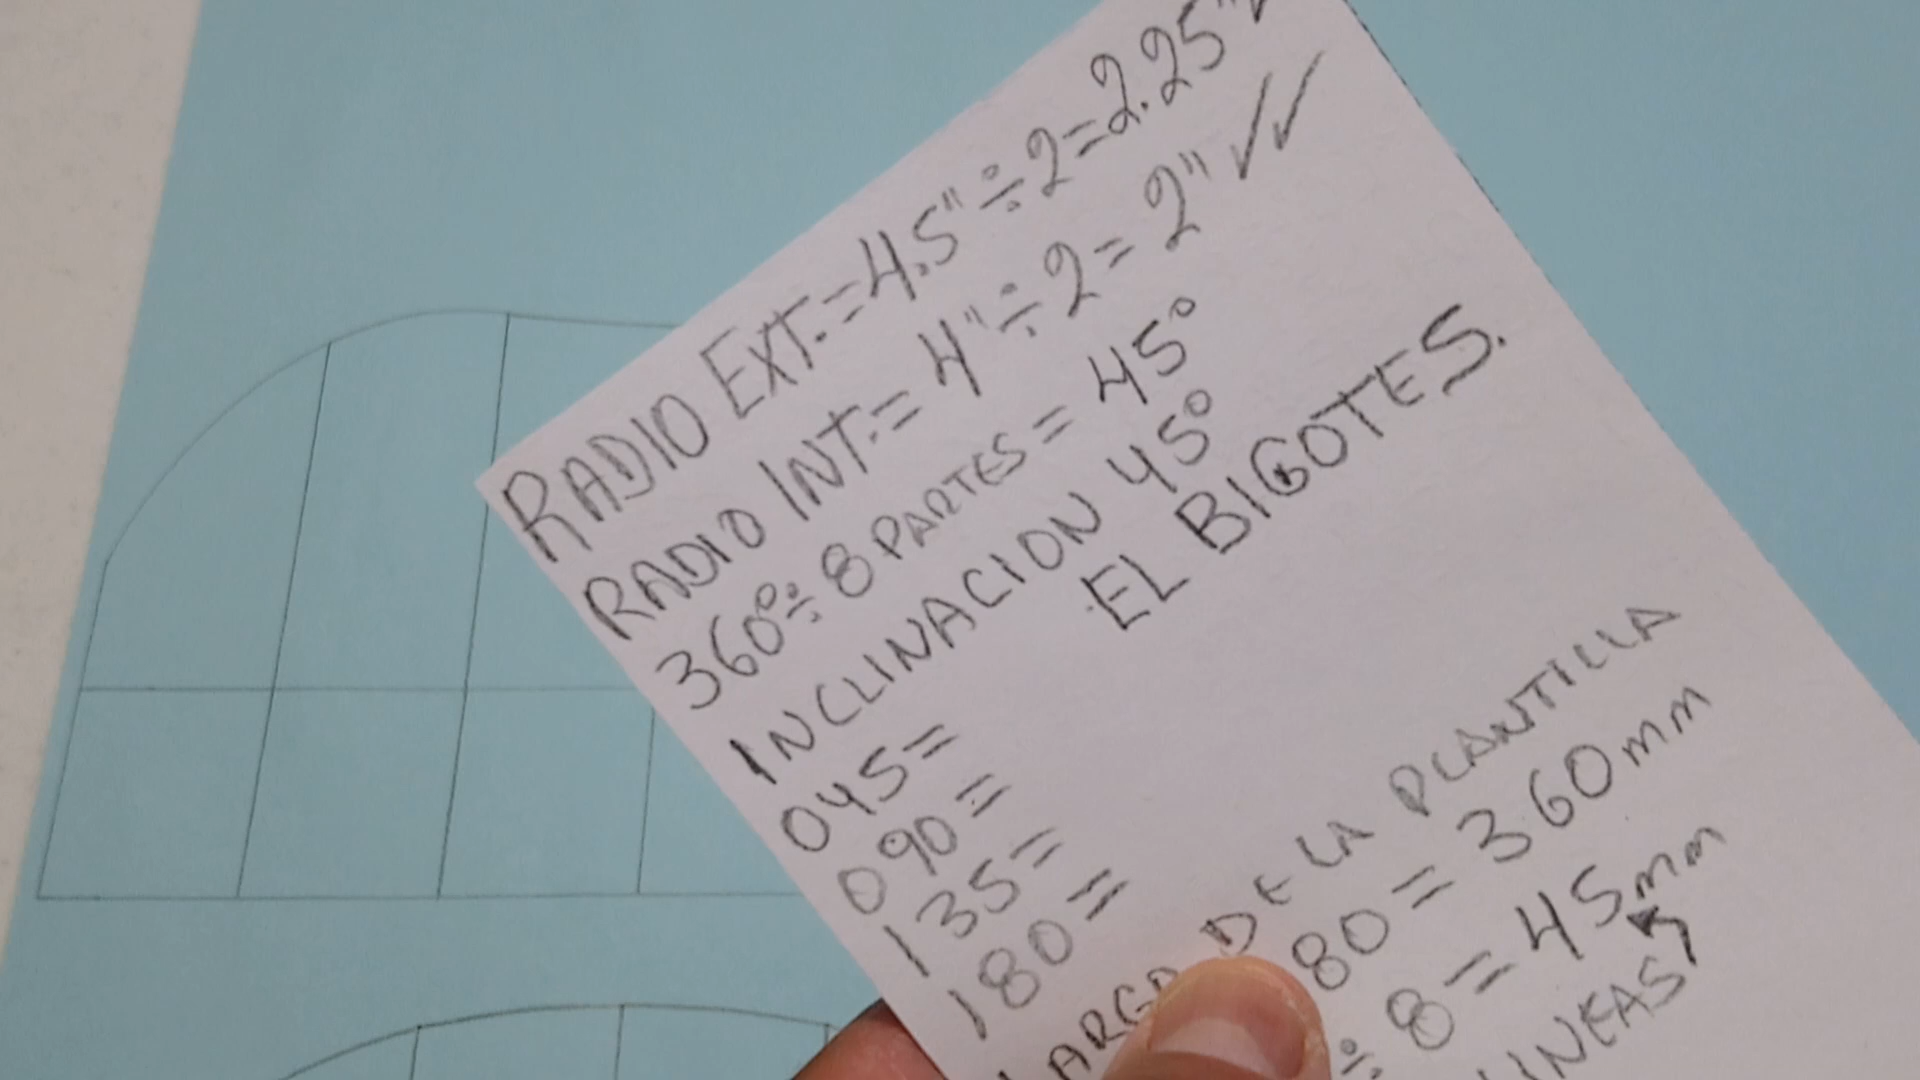 RADIO EXT. = 4.5" ÷ 2 = 2.25"
RADIO INT. = 4" ÷ 2 = 2" ✓✓
360° ÷ 8 PARTES = 45°
INCLINACION 45°
EL BIGOTES.
045 =
090 =
135 =
180 =
LARGO DE LA PLANTILLA
80 = 360mm
÷ 8 = 45mm
LINEAS